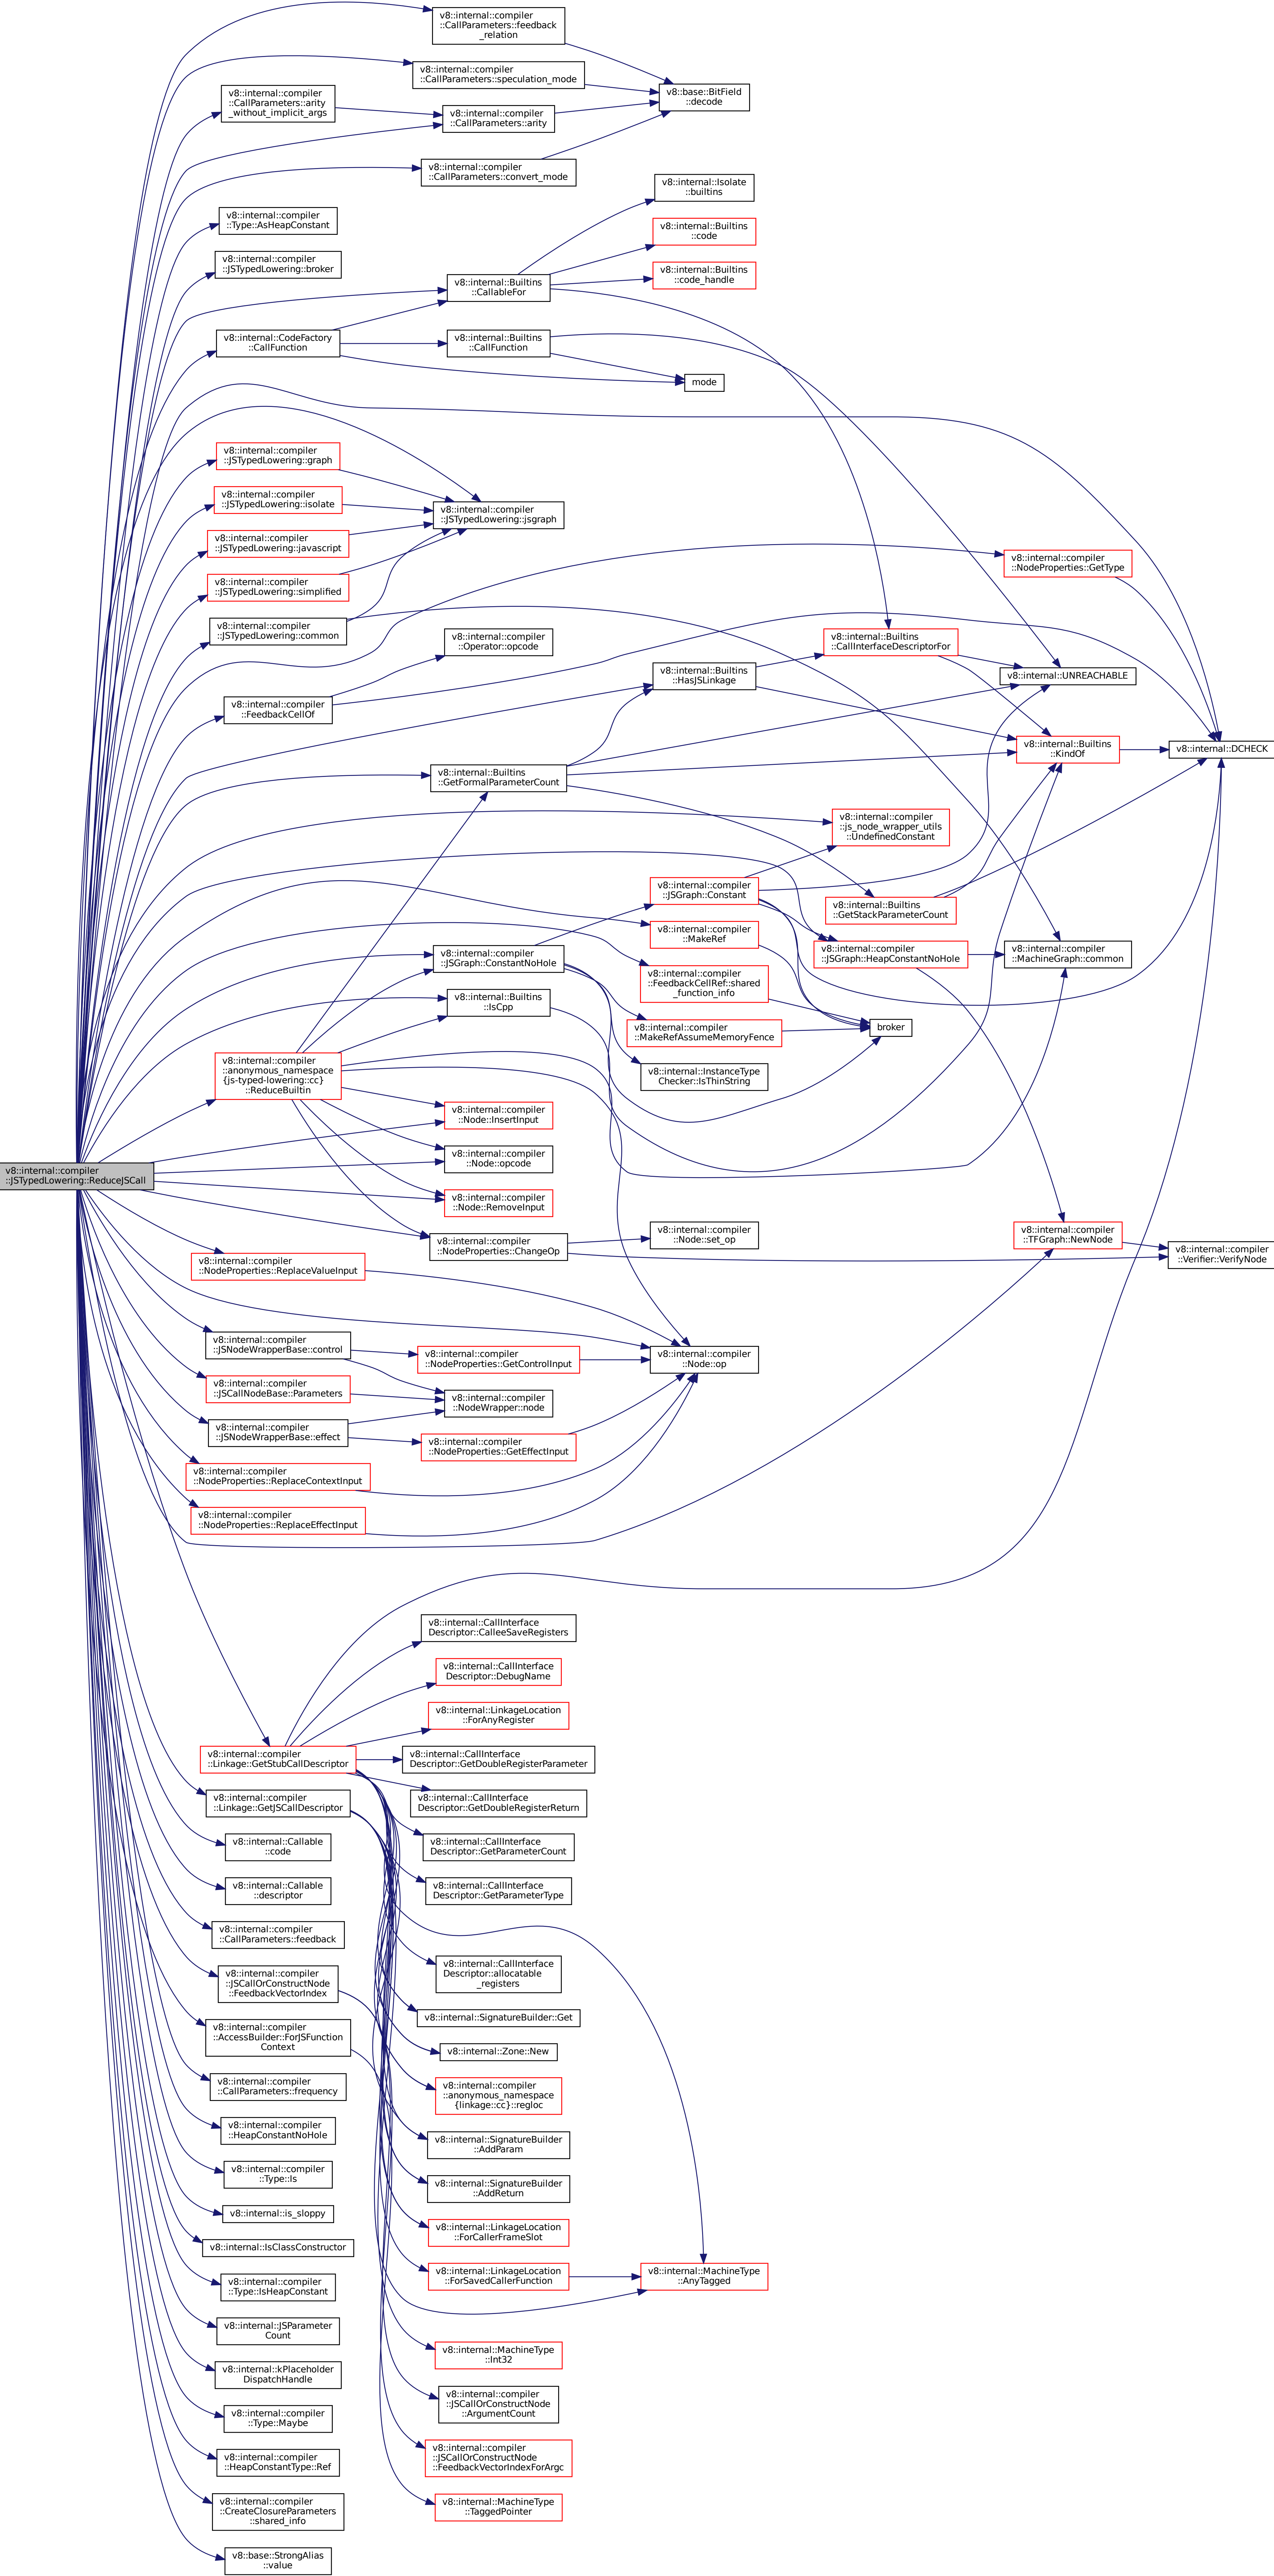 v8::internal::compiler
::CallParameters::feedback
_relation
v8::internal::compiler
::CallParameters::speculation_mode
v8::base::BitField
::decode
v8::internal::compiler
::CallParameters::arity
_without_implicit_args
v8::internal::compiler
::CallParameters::arity
v8::internal::compiler
::CallParameters::convert_mode
v8::internal::Isolate
::builtins
v8::internal::compiler
::Type::AsHeapConstant
v8::internal::Builtins
::code
v8::internal::compiler
::JSTypedLowering::broker
v8::internal::Builtins
::code_handle
v8::internal::Builtins
::CallableFor
v8::internal::CodeFactory
::CallFunction
v8::internal::Builtins
::CallFunction
mode
v8::internal::compiler
::JSTypedLowering::graph
v8::internal::compiler
::JSTypedLowering::isolate
v8::internal::compiler
::JSTypedLowering::jsgraph
v8::internal::compiler
::JSTypedLowering::javascript
v8::internal::compiler
::NodeProperties::GetType
v8::internal::compiler
::JSTypedLowering::simplified
v8::internal::compiler
::JSTypedLowering::common
v8::internal::compiler
::Operator::opcode
v8::internal::Builtins
::CallInterfaceDescriptorFor
v8::internal::Builtins
::HasJSLinkage
v8::internal::UNREACHABLE
v8::internal::compiler
::FeedbackCellOf
v8::internal::Builtins
::KindOf
v8::internal::DCHECK
v8::internal::Builtins
::GetFormalParameterCount
v8::internal::compiler
::js_node_wrapper_utils
::UndefinedConstant
v8::internal::compiler
::JSGraph::Constant
v8::internal::Builtins
::GetStackParameterCount
v8::internal::compiler
::MakeRef
v8::internal::compiler
::JSGraph::ConstantNoHole
v8::internal::compiler
::JSGraph::HeapConstantNoHole
v8::internal::compiler
::MachineGraph::common
v8::internal::compiler
::FeedbackCellRef::shared
_function_info
v8::internal::Builtins
::IsCpp
v8::internal::compiler
::MakeRefAssumeMemoryFence
broker
v8::internal::compiler
::anonymous_namespace
{js-typed-lowering::cc}
::ReduceBuiltin
v8::internal::InstanceType
Checker::IsThinString
v8::internal::compiler
::Node::InsertInput
v8::internal::compiler
::Node::opcode
v8::internal::compiler
::JSTypedLowering::ReduceJSCall
v8::internal::compiler
::Node::RemoveInput
v8::internal::compiler
::NodeProperties::ChangeOp
v8::internal::compiler
::Node::set_op
v8::internal::compiler
::TFGraph::NewNode
v8::internal::compiler
::Verifier::VerifyNode
v8::internal::compiler
::NodeProperties::ReplaceValueInput
v8::internal::compiler
::JSNodeWrapperBase::control
v8::internal::compiler
::NodeProperties::GetControlInput
v8::internal::compiler
::Node::op
v8::internal::compiler
::JSCallNodeBase::Parameters
v8::internal::compiler
::NodeWrapper::node
v8::internal::compiler
::JSNodeWrapperBase::effect
v8::internal::compiler
::NodeProperties::GetEffectInput
v8::internal::compiler
::NodeProperties::ReplaceContextInput
v8::internal::compiler
::NodeProperties::ReplaceEffectInput
v8::internal::CallInterface
Descriptor::CalleeSaveRegisters
v8::internal::CallInterface
Descriptor::DebugName
v8::internal::LinkageLocation
::ForAnyRegister
v8::internal::compiler
::Linkage::GetStubCallDescriptor
v8::internal::CallInterface
Descriptor::GetDoubleRegisterParameter
v8::internal::compiler
::Linkage::GetJSCallDescriptor
v8::internal::CallInterface
Descriptor::GetDoubleRegisterReturn
v8::internal::Callable
::code
v8::internal::CallInterface
Descriptor::GetParameterCount
v8::internal::Callable
::descriptor
v8::internal::CallInterface
Descriptor::GetParameterType
v8::internal::compiler
::CallParameters::feedback
v8::internal::compiler
::JSCallOrConstructNode
::FeedbackVectorIndex
v8::internal::CallInterface
Descriptor::allocatable
_registers
v8::internal::SignatureBuilder::Get
v8::internal::compiler
::AccessBuilder::ForJSFunction
Context
v8::internal::Zone::New
v8::internal::compiler
::CallParameters::frequency
v8::internal::compiler
::anonymous_namespace
{linkage::cc}::regloc
v8::internal::compiler
::HeapConstantNoHole
v8::internal::SignatureBuilder
::AddParam
v8::internal::compiler
::Type::Is
v8::internal::SignatureBuilder
::AddReturn
v8::internal::is_sloppy
v8::internal::LinkageLocation
::ForCallerFrameSlot
v8::internal::IsClassConstructor
v8::internal::compiler
::Type::IsHeapConstant
v8::internal::LinkageLocation
::ForSavedCallerFunction
v8::internal::MachineType
::AnyTagged
v8::internal::JSParameter
Count
v8::internal::MachineType
::Int32
v8::internal::kPlaceholder
DispatchHandle
v8::internal::compiler
::JSCallOrConstructNode
::ArgumentCount
v8::internal::compiler
::Type::Maybe
v8::internal::compiler
::HeapConstantType::Ref
v8::internal::compiler
::JSCallOrConstructNode
::FeedbackVectorIndexForArgc
v8::internal::compiler
::CreateClosureParameters
::shared_info
v8::internal::MachineType
::TaggedPointer
v8::base::StrongAlias
::value